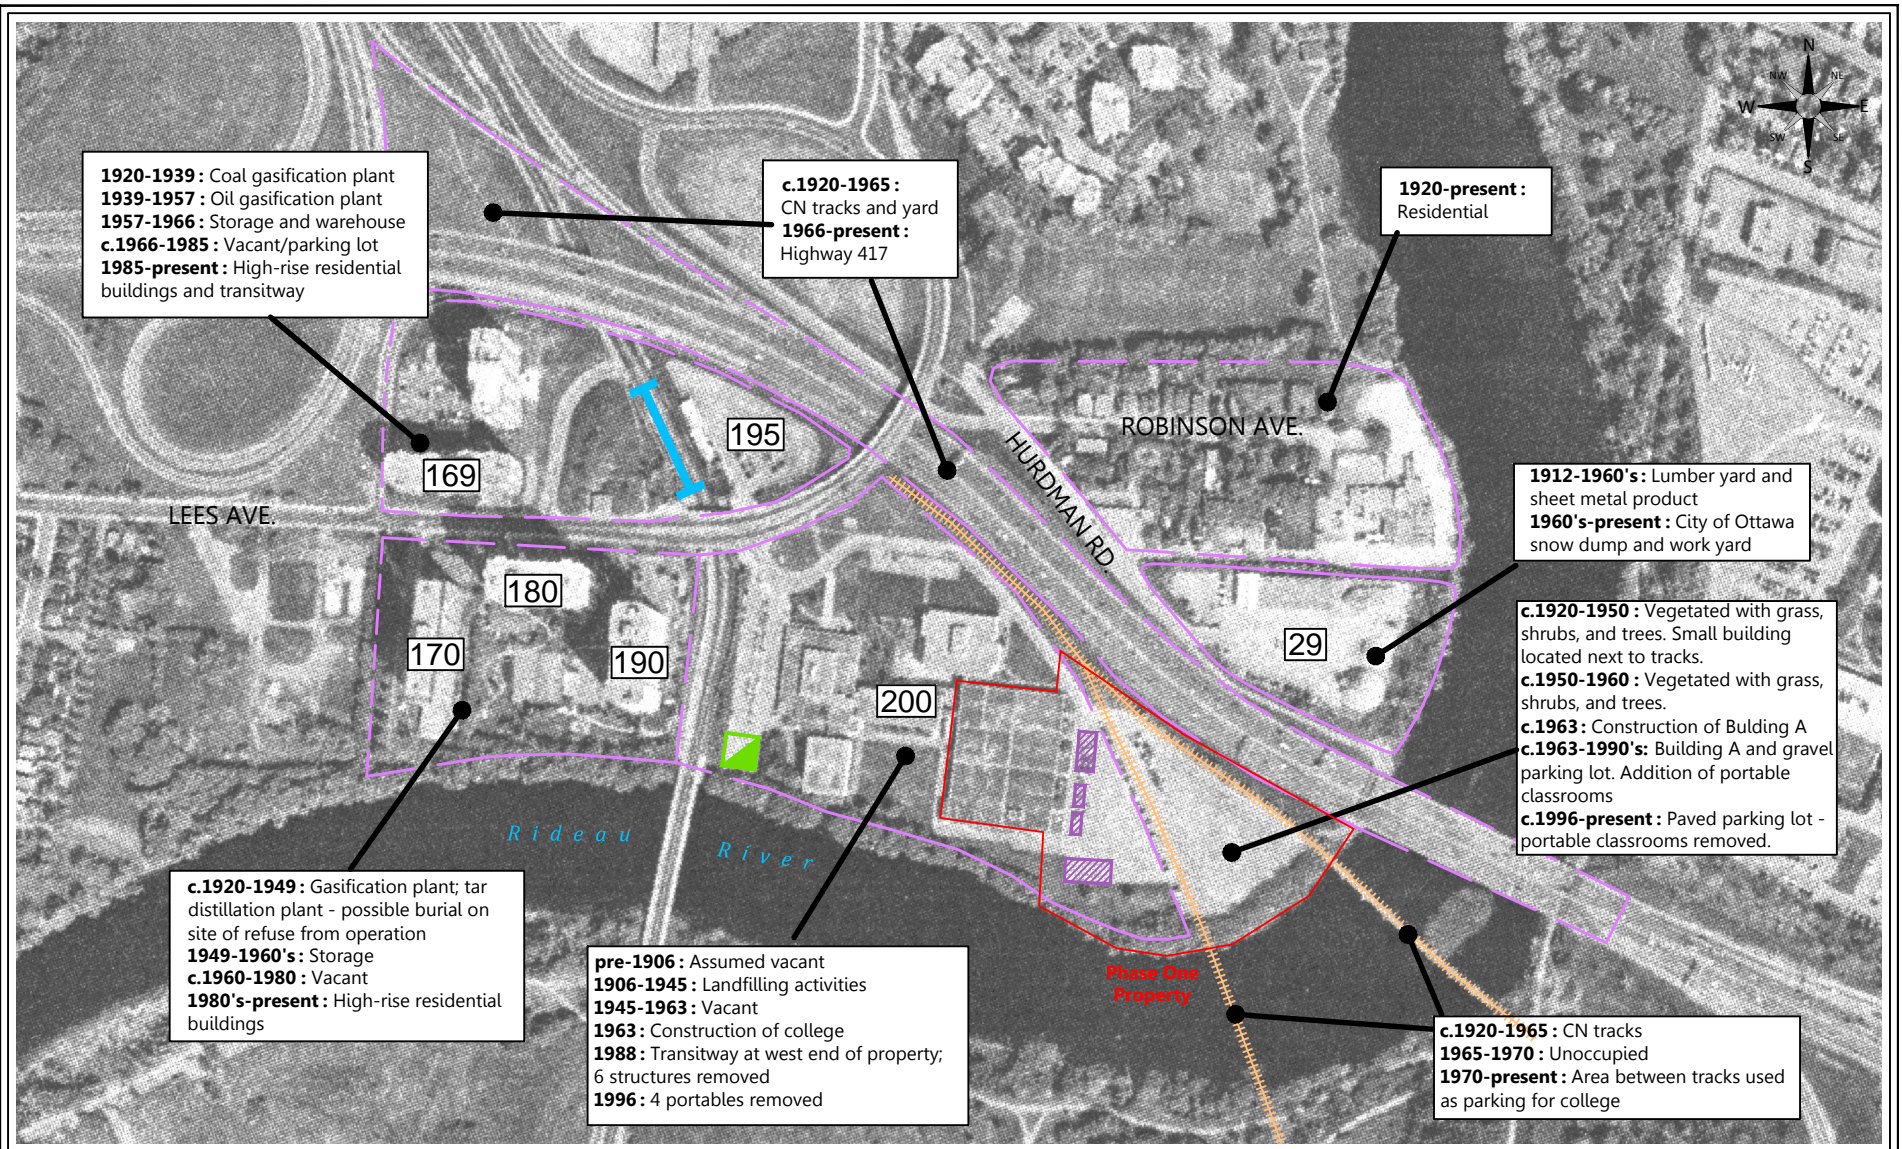 N
NW
NE
W
E
SW
SE
S
1920-1939 : Coal gasification plant
1939-1957 : Oil gasification plant
1957-1966 : Storage and warehouse
c.1966-1985 : Vacant/parking lot
1985-present : High-rise residential
buildings and transitway
c.1920-1965 :
CN tracks and yard
1966-present :
Highway 417
1920-present :
Residential
195
ROBINSON AVE.
HURDMAN RD.
169
LEES AVE.
1912-1960's : Lumber yard and
sheet metal product
1960's-present : City of Ottawa
snow dump and work yard
180
170
190
29
200
c.1920-1950 : Vegetated with grass,
shrubs, and trees. Small building
located next to tracks.
c.1950-1960 : Vegetated with grass,
shrubs, and trees.
c.1963: Construction of Bulding A
c.1963-1990's: Building A and gravel
parking lot. Addition of portable
classrooms
c.1996-present : Paved parking lot -
portable classrooms removed.
Rideau
River
c.1920-1949 : Gasification plant; tar
distillation plant - possible burial on
site of refuse from operation
1949-1960's : Storage
c.1960-1980 : Vacant
1980's-present : High-rise residential
buildings
pre-1906 : Assumed vacant
1906-1945 : Landfilling activities
1945-1963 : Vacant
1963 : Construction of college
1988 : Transitway at west end of property;
6 structures removed
1996 : 4 portables removed
Phase One
Property
c.1920-1965 : CN tracks
1965-1970 : Unoccupied
1970-present : Area between tracks used
as parking for college